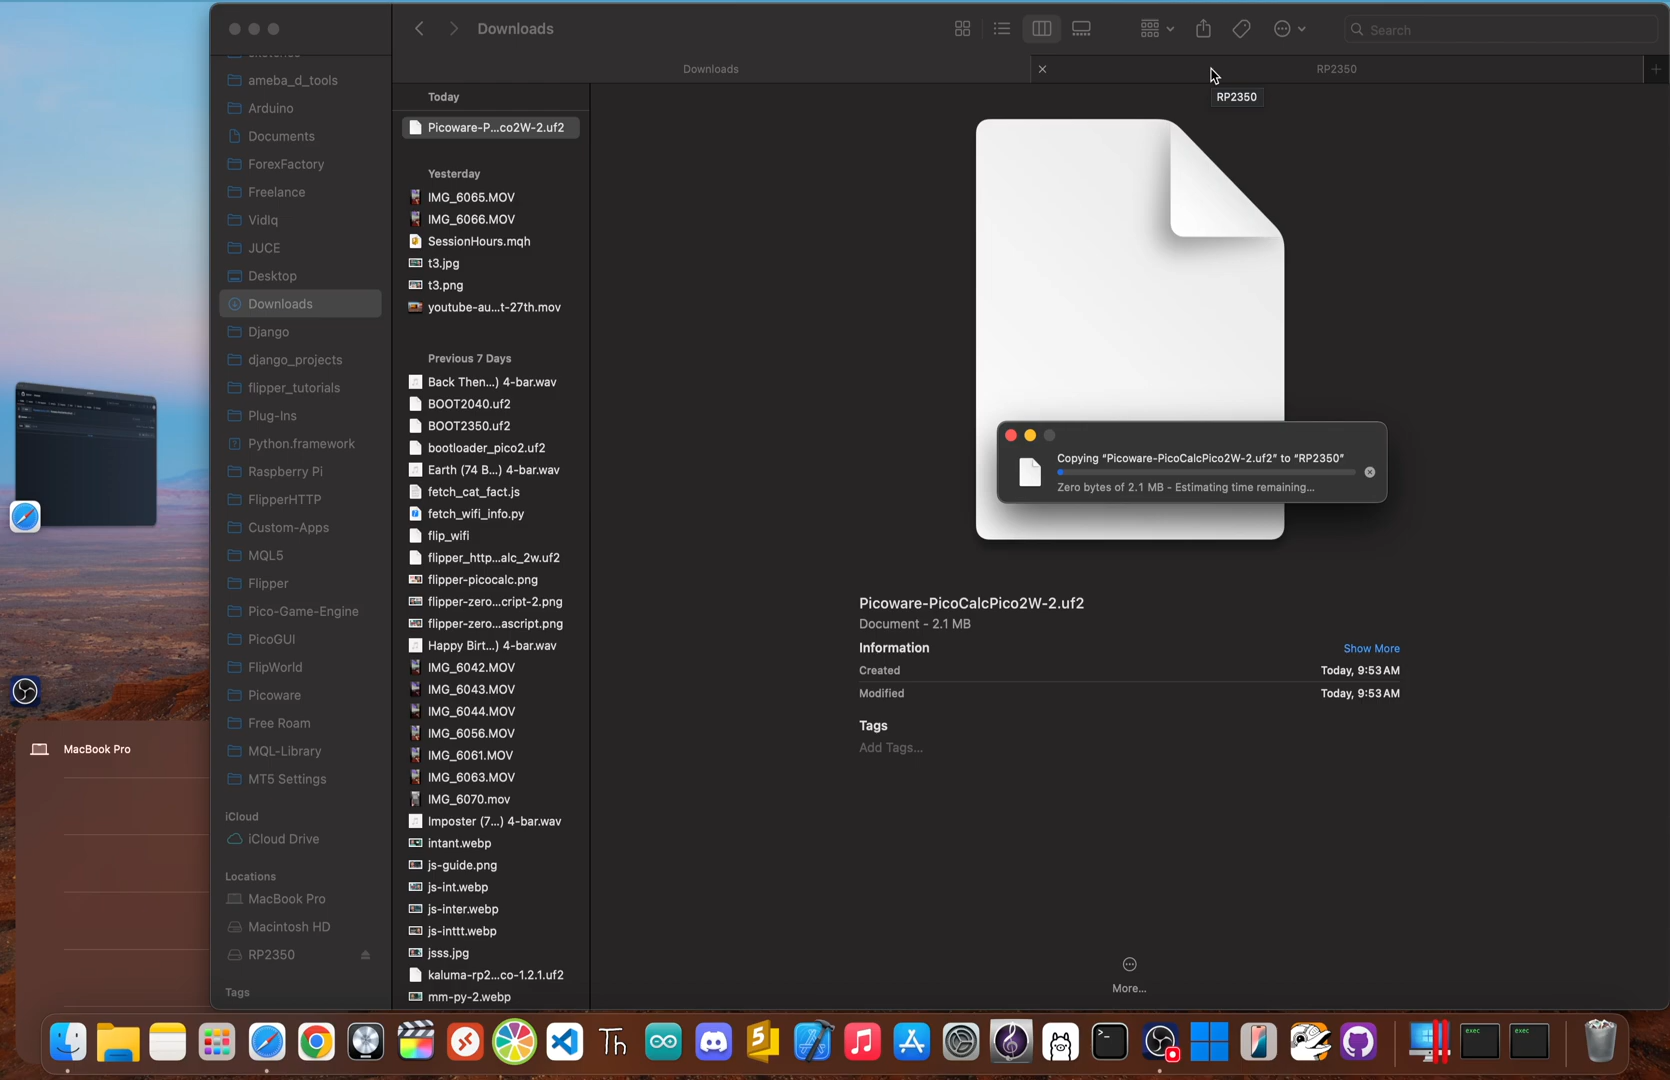 Downloads
Search
Downloads
RP2350
RP2350
ameba_d_tools
Arduino
Documents
ForexFactory
Freelance
VidIq
JUCE
Desktop
Downloads
Django
django_projects
flipper_tutorials
Plug-Ins
Python.framework
Raspberry Pi
FlipperHTTP
Custom-Apps
MQL5
Flipper
Pico-Game-Engine
PicoGUI
FlipWorld
Picoware
Free Roam
MQL-Library
MT5 Settings
iCloud
iCloud Drive
Locations
MacBook Pro
Macintosh HD
RP2350
Tags
Today
Picoware-P...co2W-2.uf2
Yesterday
IMG_6065.MOV
IMG_6066.MOV
SessionHours.mqh
t3.jpg
t3.png
youtube-au...t-27th.mov
Previous 7 Days
Back Then...) 4-bar.wav
BOOT2040.uf2
BOOT2350.uf2
bootloader_pico2.uf2
Earth (74 B...) 4-bar.wav
fetch_cat_fact.js
fetch_wifi_info.py
flip_wifi
flipper_http...alc_2w.uf2
flipper-picocalc.png
flipper-zero...cript-2.png
flipper-zero...ascript.png
Happy Birt...) 4-bar.wav
IMG_6042.MOV
IMG_6043.MOV
IMG_6044.MOV
IMG_6056.MOV
IMG_6061.MOV
IMG_6063.MOV
IMG_6070.mov
Imposter (7...) 4-bar.wav
intant.webp
js-guide.png
js-int.webp
js-inter.webp
js-inttt.webp
jsss.jpg
kaluma-rp2...co-1.2.1.uf2
mm-py-2.webp
Copying "Picoware-PicoCalcPico2W-2.uf2" to "RP2350"
Zero bytes of 2.1 MB - Estimating time remaining...
Picoware-PicoCalcPico2W-2.uf2
Document - 2.1 MB
Information
Show More
Created
Today, 9:53 AM
Modified
Today, 9:53 AM
Tags
Add Tags...
More...
MacBook Pro
Th
5
exec
exec